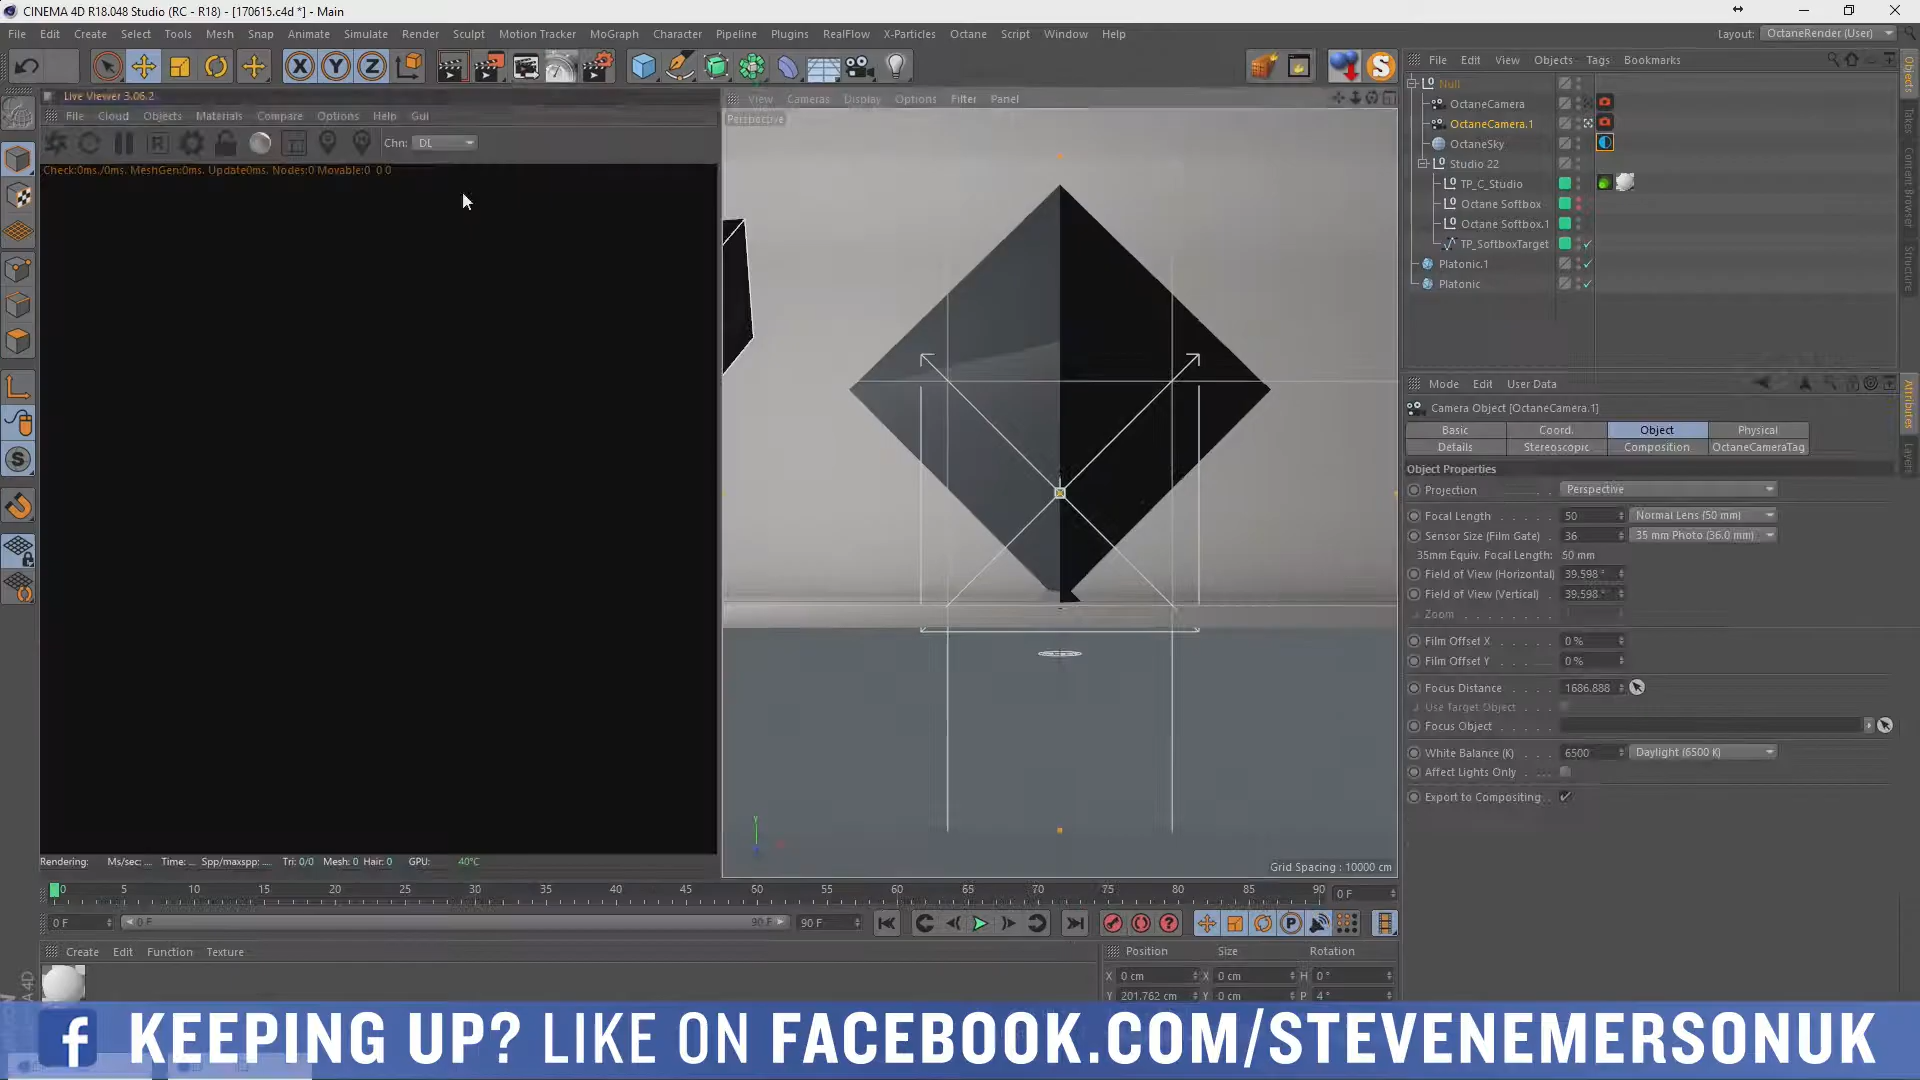 CINEMA 4D R18.048 Studio (RC - R18) - [170615.c4d *] - Main
File Edit Create Select Tools Mesh Snap Animate Simulate Render Sculpt Motion Tracker MoGraph Character Pipeline Plugins RealFlow X-Particles Octane Script Window Help
Layout: OctaneRender (User)
Live Viewer 3.06.2
File Cloud Objects Materials Compare Options Help Gui
Chn: DL
Check:0ms./0ms. MeshGen:0ms. Update0ms. Nodes:0 Movable:0 0 0
View Cameras Display Options Filter Panel
Perspective
Grid Spacing : 10000 cm
Rendering: Ms/sec: .... Time: ... Spp/maxspp: .... Tri: 0/0 Mesh: 0 Hair: 0 GPU: 40°C
File Edit View Objects Tags Bookmarks
Null
OctaneCamera
OctaneCamera.1
OctaneSky
Studio 22
TP_C_Studio
Octane Softbox
Octane Softbox.1
TP_SoftboxTarget
Platonic.1
Platonic
Objects
Takes
Content Browser
Structure
Mode Edit User Data
Camera Object [OctaneCamera.1]
Basic Coord. Object Physical
Details Stereoscopic Composition OctaneCameraTag
Object Properties
Projection Perspective
Focal Length 50 Normal Lens (50 mm)
Sensor Size (Film Gate) 36 35 mm Photo (36.0 mm)
35mm Equiv. Focal Length: 50 mm
Field of View (Horizontal) 39.598 °
Field of View (Vertical) 39.598 °
Zoom 1
Film Offset X 0 %
Film Offset Y 0 %
Focus Distance 1686.888
Use Target Object
Focus Object
White Balance (K) 6500 Daylight (6500 K)
Affect Lights Only
Export to Compositing
Attributes
Layers
0 5 10 15 20 25 30 35 40 45 50 55 60 65 70 75 80 85 90 0 F
0 F 0 F 90 F 90 F
Create Edit Function Texture
Position Size Rotation
X 0 cm X 0 cm H 0 °
Y 201.762 cm Y 0 cm P 4 °
KEEPING UP? LIKE ON FACEBOOK.COM/STEVENEMERSONUK